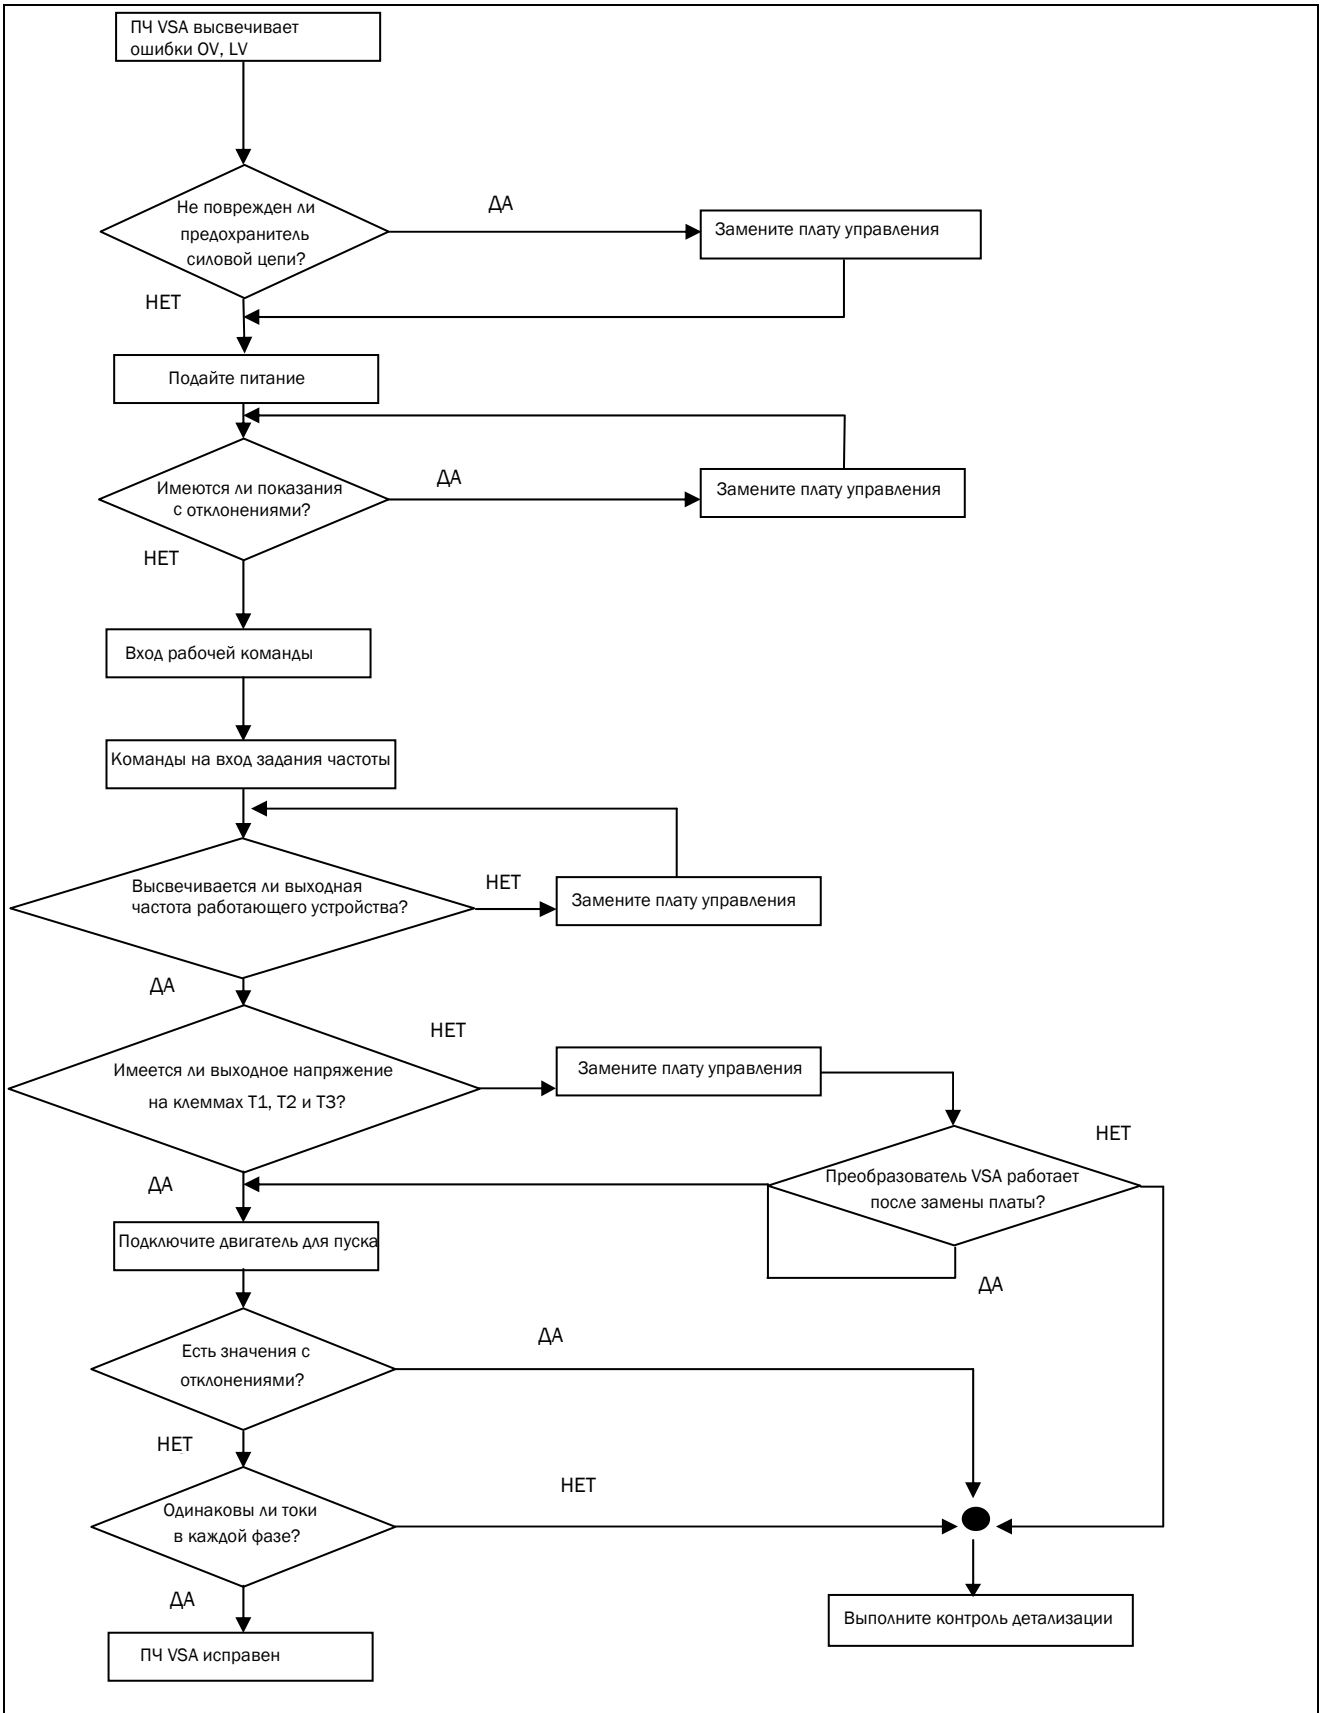 ПЧ VSA высвечивает
ошибки OV, LV
Не поврежден ли
предохранитель
силовой цепи?
ДА
Замените плату управления
НЕТ
Подайте питание
Имеются ли показания
с отклонениями?
ДА
Замените плату управления
НЕТ
Вход рабочей команды
Команды на вход задания частоты
Высвечивается ли выходная
частота работающего устройства?
НЕТ
Замените плату управления
ДА
Имеется ли выходное напряжение
на клеммах Т1, Т2 и Т3?
НЕТ
Замените плату управления
Преобразователь VSA работает
после замены платы?
НЕТ
ДА
ДА
Подключите двигатель для пуска
Есть значения с
отклонениями?
ДА
НЕТ
Одинаковы ли токи
в каждой фазе?
НЕТ
ДА
Выполните контроль детализации
ПЧ VSA исправен